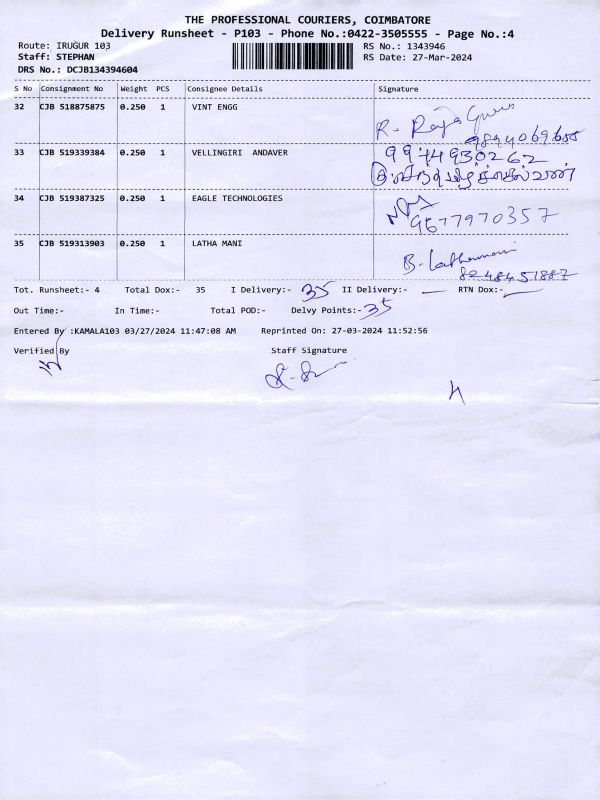 THE PROFESSIONAL COURIERS, COIMBATORE
Delivery Runsheet - P103 - Phone No.:0422-3505555 - Page No.:4
Route: IRUGUR 103 RS No.: 1343946
Staff: STEPHAN RS Date: 27-Mar-2024
DRS No.: DCJB134394604
S No Consignment No Weight PCS Consignee Details Signature
32 CJB 518875875 0.250 1 VINT ENGG
R. Raja Guru
33 CJB 519339384 0.250 1 VELLINGIRI ANDAVER
34 CJB 519387325 0.250 1 EAGLE TECHNOLOGIES
9677970357
35 CJB 519313903 0.250 1 LATHA MANI
B. Lathamani
8248451887
Tot. Runsheet:- 4 Total Dox:- 35 I Delivery:- 35 II Delivery:- — RTN Dox:- —
Out Time:- In Time:- Total POD:- Delvy Points:- 35
Entered By :KAMALA103 03/27/2024 11:47:08 AM Reprinted On: 27-03-2024 11:52:56
Verified By Staff Signature